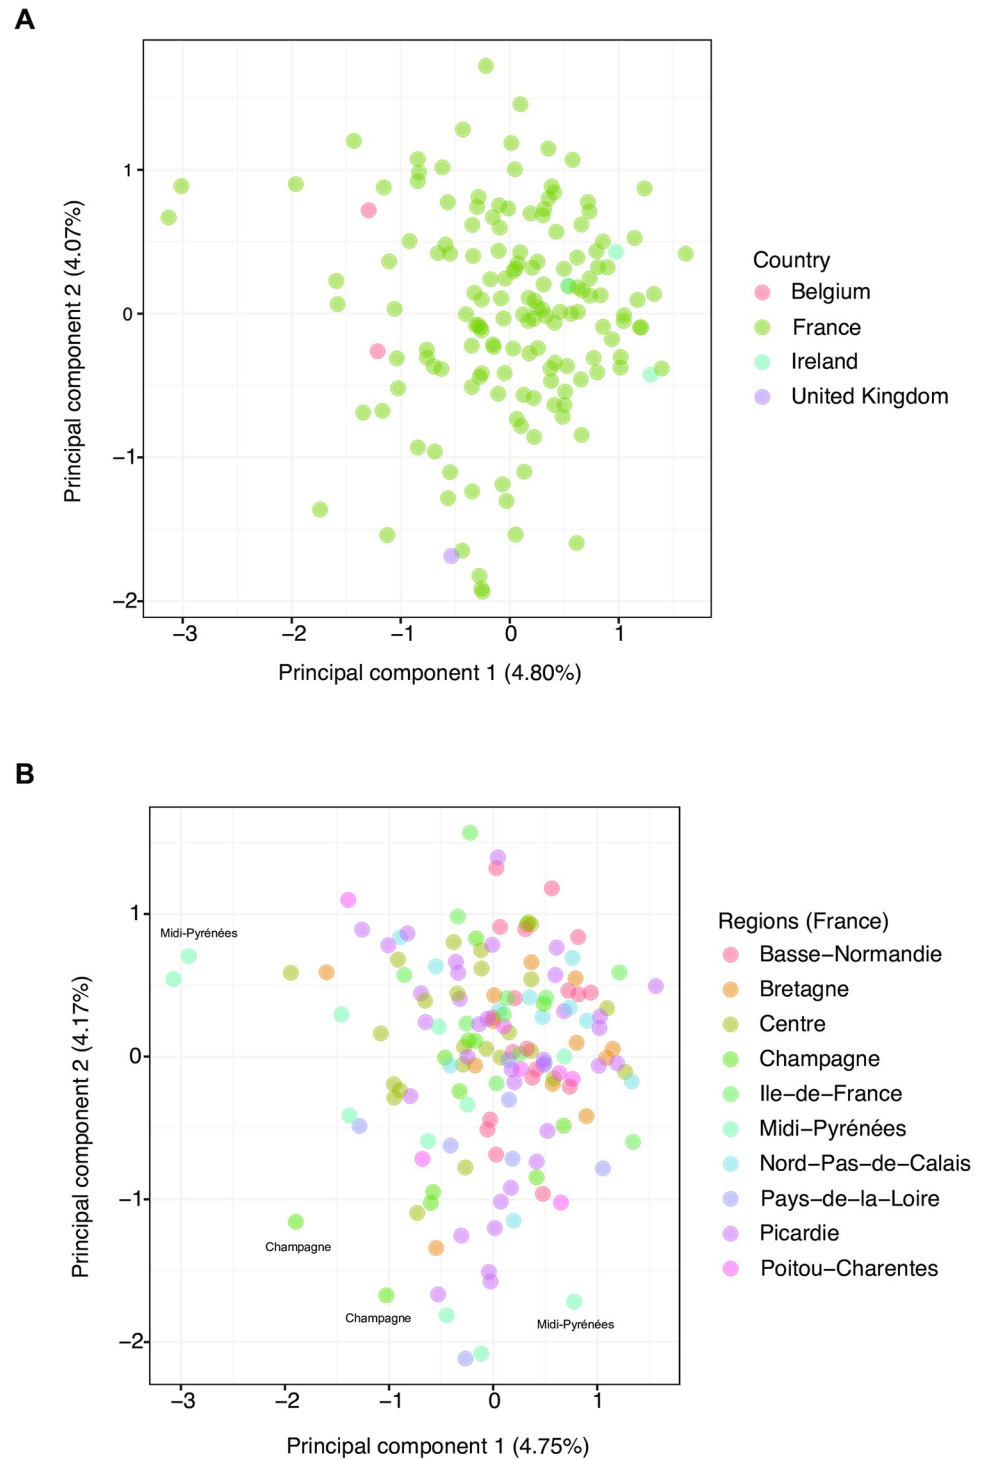 A
Principal component 2 (4.07%)
1
0
−1
−2
−3
−2
−1
0
1
Principal component 1 (4.80%)
Country
Belgium
France
Ireland
United Kingdom
B
Principal component 2 (4.17%)
1
0
−1
−2
Midi-Pyrénées
Champagne
Champagne
Midi-Pyrénées
−3
−2
−1
0
1
Principal component 1 (4.75%)
Regions (France)
Basse−Normandie
Bretagne
Centre
Champagne
Ile−de−France
Midi−Pyrénées
Nord−Pas−de−Calais
Pays−de−la−Loire
Picardie
Poitou−Charentes